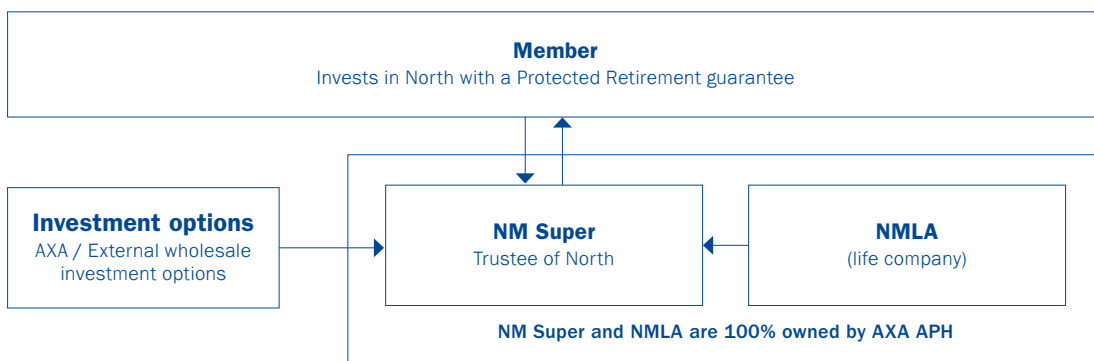 Member
Invests in North with a Protected Retirement guarantee
Investment options
AXA / External wholesale
investment options
NM Super
Trustee of North
NMLA
(life company)
NM Super and NMLA are 100% owned by AXA APH